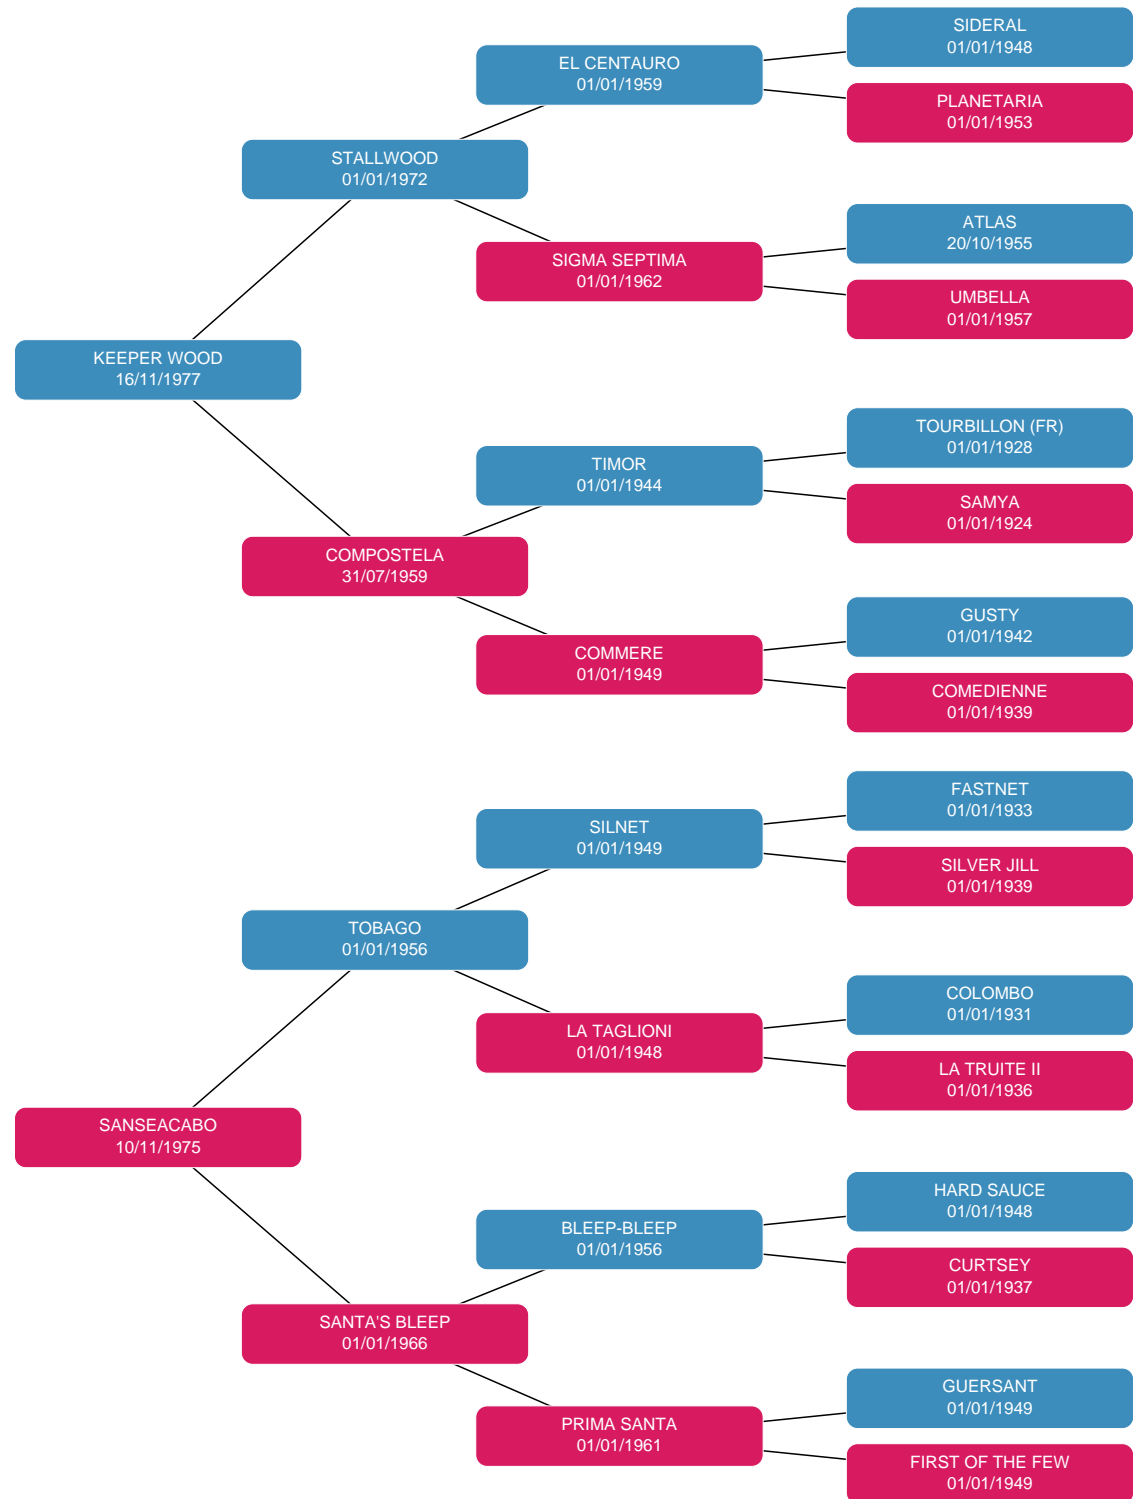 SIDERAL
01/01/1948
EL CENTAURO
01/01/1959
PLANETARIA
01/01/1953
STALLWOOD
01/01/1972
ATLAS
20/10/1955
SIGMA SEPTIMA
01/01/1962
UMBELLA
01/01/1957
KEEPER WOOD
16/11/1977
TOURBILLON (FR)
01/01/1928
TIMOR
01/01/1944
SAMYA
01/01/1924
COMPOSTELA
31/07/1959
GUSTY
01/01/1942
COMMERE
01/01/1949
COMEDIENNE
01/01/1939
FASTNET
01/01/1933
SILNET
01/01/1949
SILVER JILL
01/01/1939
TOBAGO
01/01/1956
COLOMBO
01/01/1931
LA TAGLIONI
01/01/1948
LA TRUITE II
01/01/1936
SANSEACABO
10/11/1975
HARD SAUCE
01/01/1948
BLEEP-BLEEP
01/01/1956
CURTSEY
01/01/1937
SANTA'S BLEEP
01/01/1966
GUERSANT
01/01/1949
PRIMA SANTA
01/01/1961
FIRST OF THE FEW
01/01/1949